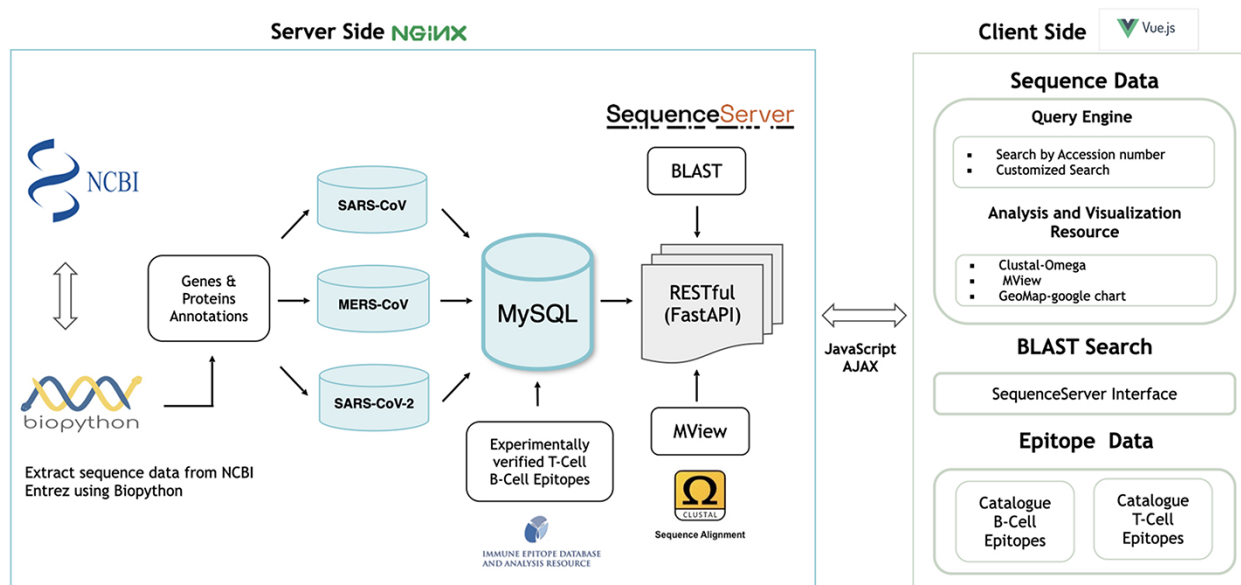 Server Side NGINX
Client Side Vue.js
NCBI
biopython
Extract sequence data from NCBI
Entrez using Biopython
Genes &
Proteins
Annotations
SARS-CoV
MERS-CoV
SARS-CoV-2
MySQL
Experimentally
verified T-Cell
B-Cell Epitopes
IMMUNE EPITOPE DATABASE
AND ANALYSIS RESOURCE
SequenceServer
BLAST
RESTful
(FastAPI)
MView
Ω
CLUSTAL
Sequence Alignment
JavaScript
AJAX
Sequence Data
Query Engine
▪ Search by Accession number
▪ Customized Search
Analysis and Visualization
Resource
▪ Clustal-Omega
▪ MView
▪ GeoMap-google chart
BLAST Search
SequenceServer Interface
Epitope Data
Catalogue
B-Cell
Epitopes
Catalogue
T-Cell
Epitopes